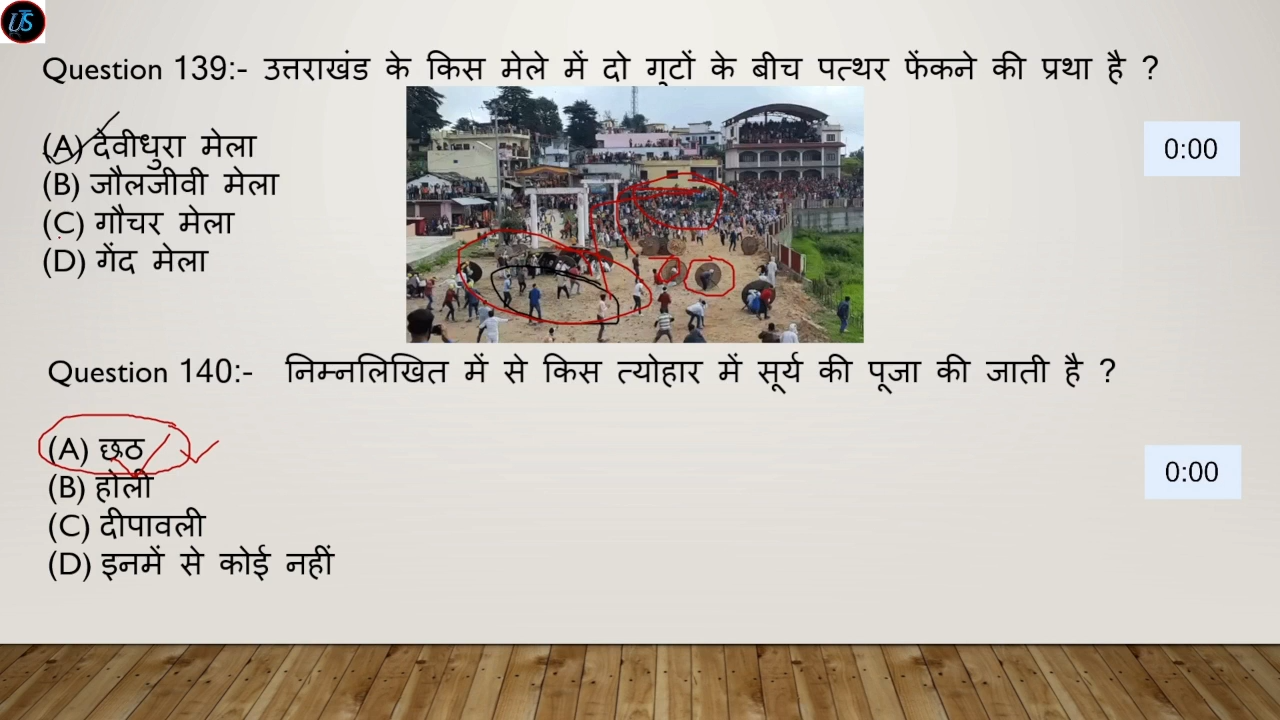 US
Question 139:- उत्तराखंड के किस मेले में दो गुटों के बीच पत्थर फेंकने की प्रथा है ?
(A) देवीधुरा मेला
0:00
(B) जौलजीवी मेला
(C) गौचर मेला
(D) गेंद मेला
Question 140:- निम्नलिखित में से किस त्योहार में सूर्य की पूजा की जाती है ?
(A) छठ
0:00
(B) होली
(C) दीपावली
(D) इनमें से कोई नहीं